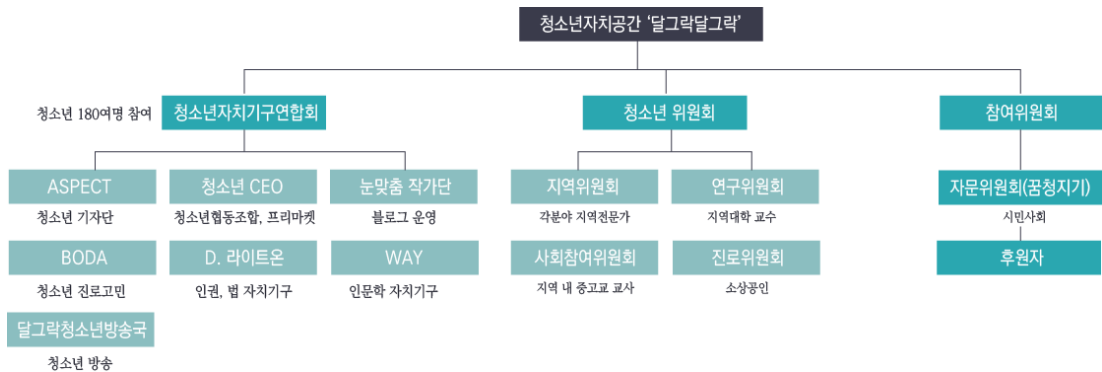 청소년자치공간 '달그락달그락'
청소년 180여명 참여
청소년자치기구연합회
청소년 위원회
참여위원회
ASPECT
청소년 기자단
청소년 CEO
청소년협동조합, 프리마켓
눈맞춤 작가단
블로그 운영
지역위원회
각분야 지역전문가
연구위원회
지역대학 교수
자문위원회(꿈청지기)
시민사회
BODA
청소년 진로고민
D. 라이트온
인권, 법 자치기구
WAY
인문학 자치기구
사회참여위원회
지역 내 중고교 교사
진로위원회
소상공인
후원자
달그락청소년방송국
청소년 방송